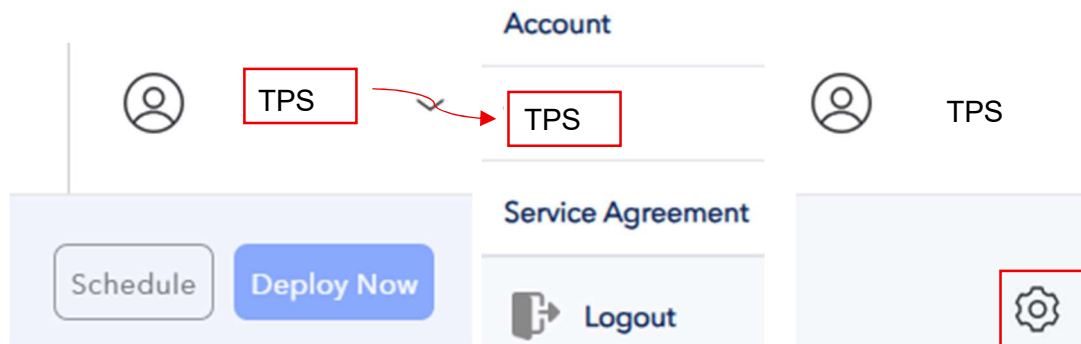 TPS
Schedule
Deploy Now
Account
TPS
Service Agreement
Logout
TPS